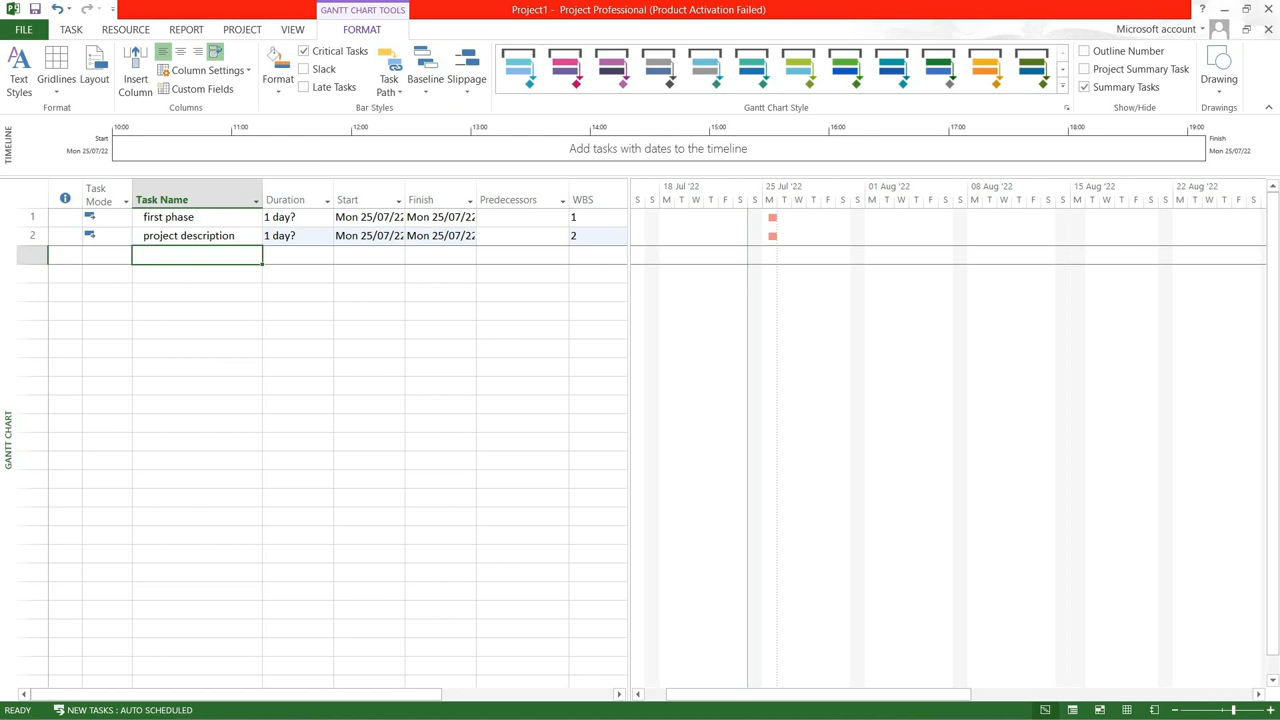 GANTT CHART TOOLS
Project1 - Project Professional (Product Activation Failed)
FILE TASK RESOURCE REPORT PROJECT VIEW FORMAT
Microsoft account
Text Styles
Gridlines
Layout
Format
Insert Column
Column Settings
Custom Fields
Columns
Format
Critical Tasks
Slack
Late Tasks
Task Path
Baseline
Slippage
Bar Styles
Gantt Chart Style
Outline Number
Project Summary Task
Summary Tasks
Show/Hide
Drawing
Drawings
TIMELINE
10:00 11:00 12:00 13:00 14:00 15:00 16:00 17:00 18:00 19:00
Start
Mon 25/07/22
Add tasks with dates to the timeline
Finish
Mon 25/07/22
GANTT CHART
Task Mode Task Name Duration Start Finish Predecessors WBS
1 first phase 1 day? Mon 25/07/22 Mon 25/07/22 1
2 project description 1 day? Mon 25/07/22 Mon 25/07/22 2
18 Jul '22 25 Jul '22 01 Aug '22 08 Aug '22 15 Aug '22 22 Aug '22
S S M T W T F S S M T W T F S S M T W T F S S M T W T F S S M T W T F S S M T W T F S
READY NEW TASKS : AUTO SCHEDULED